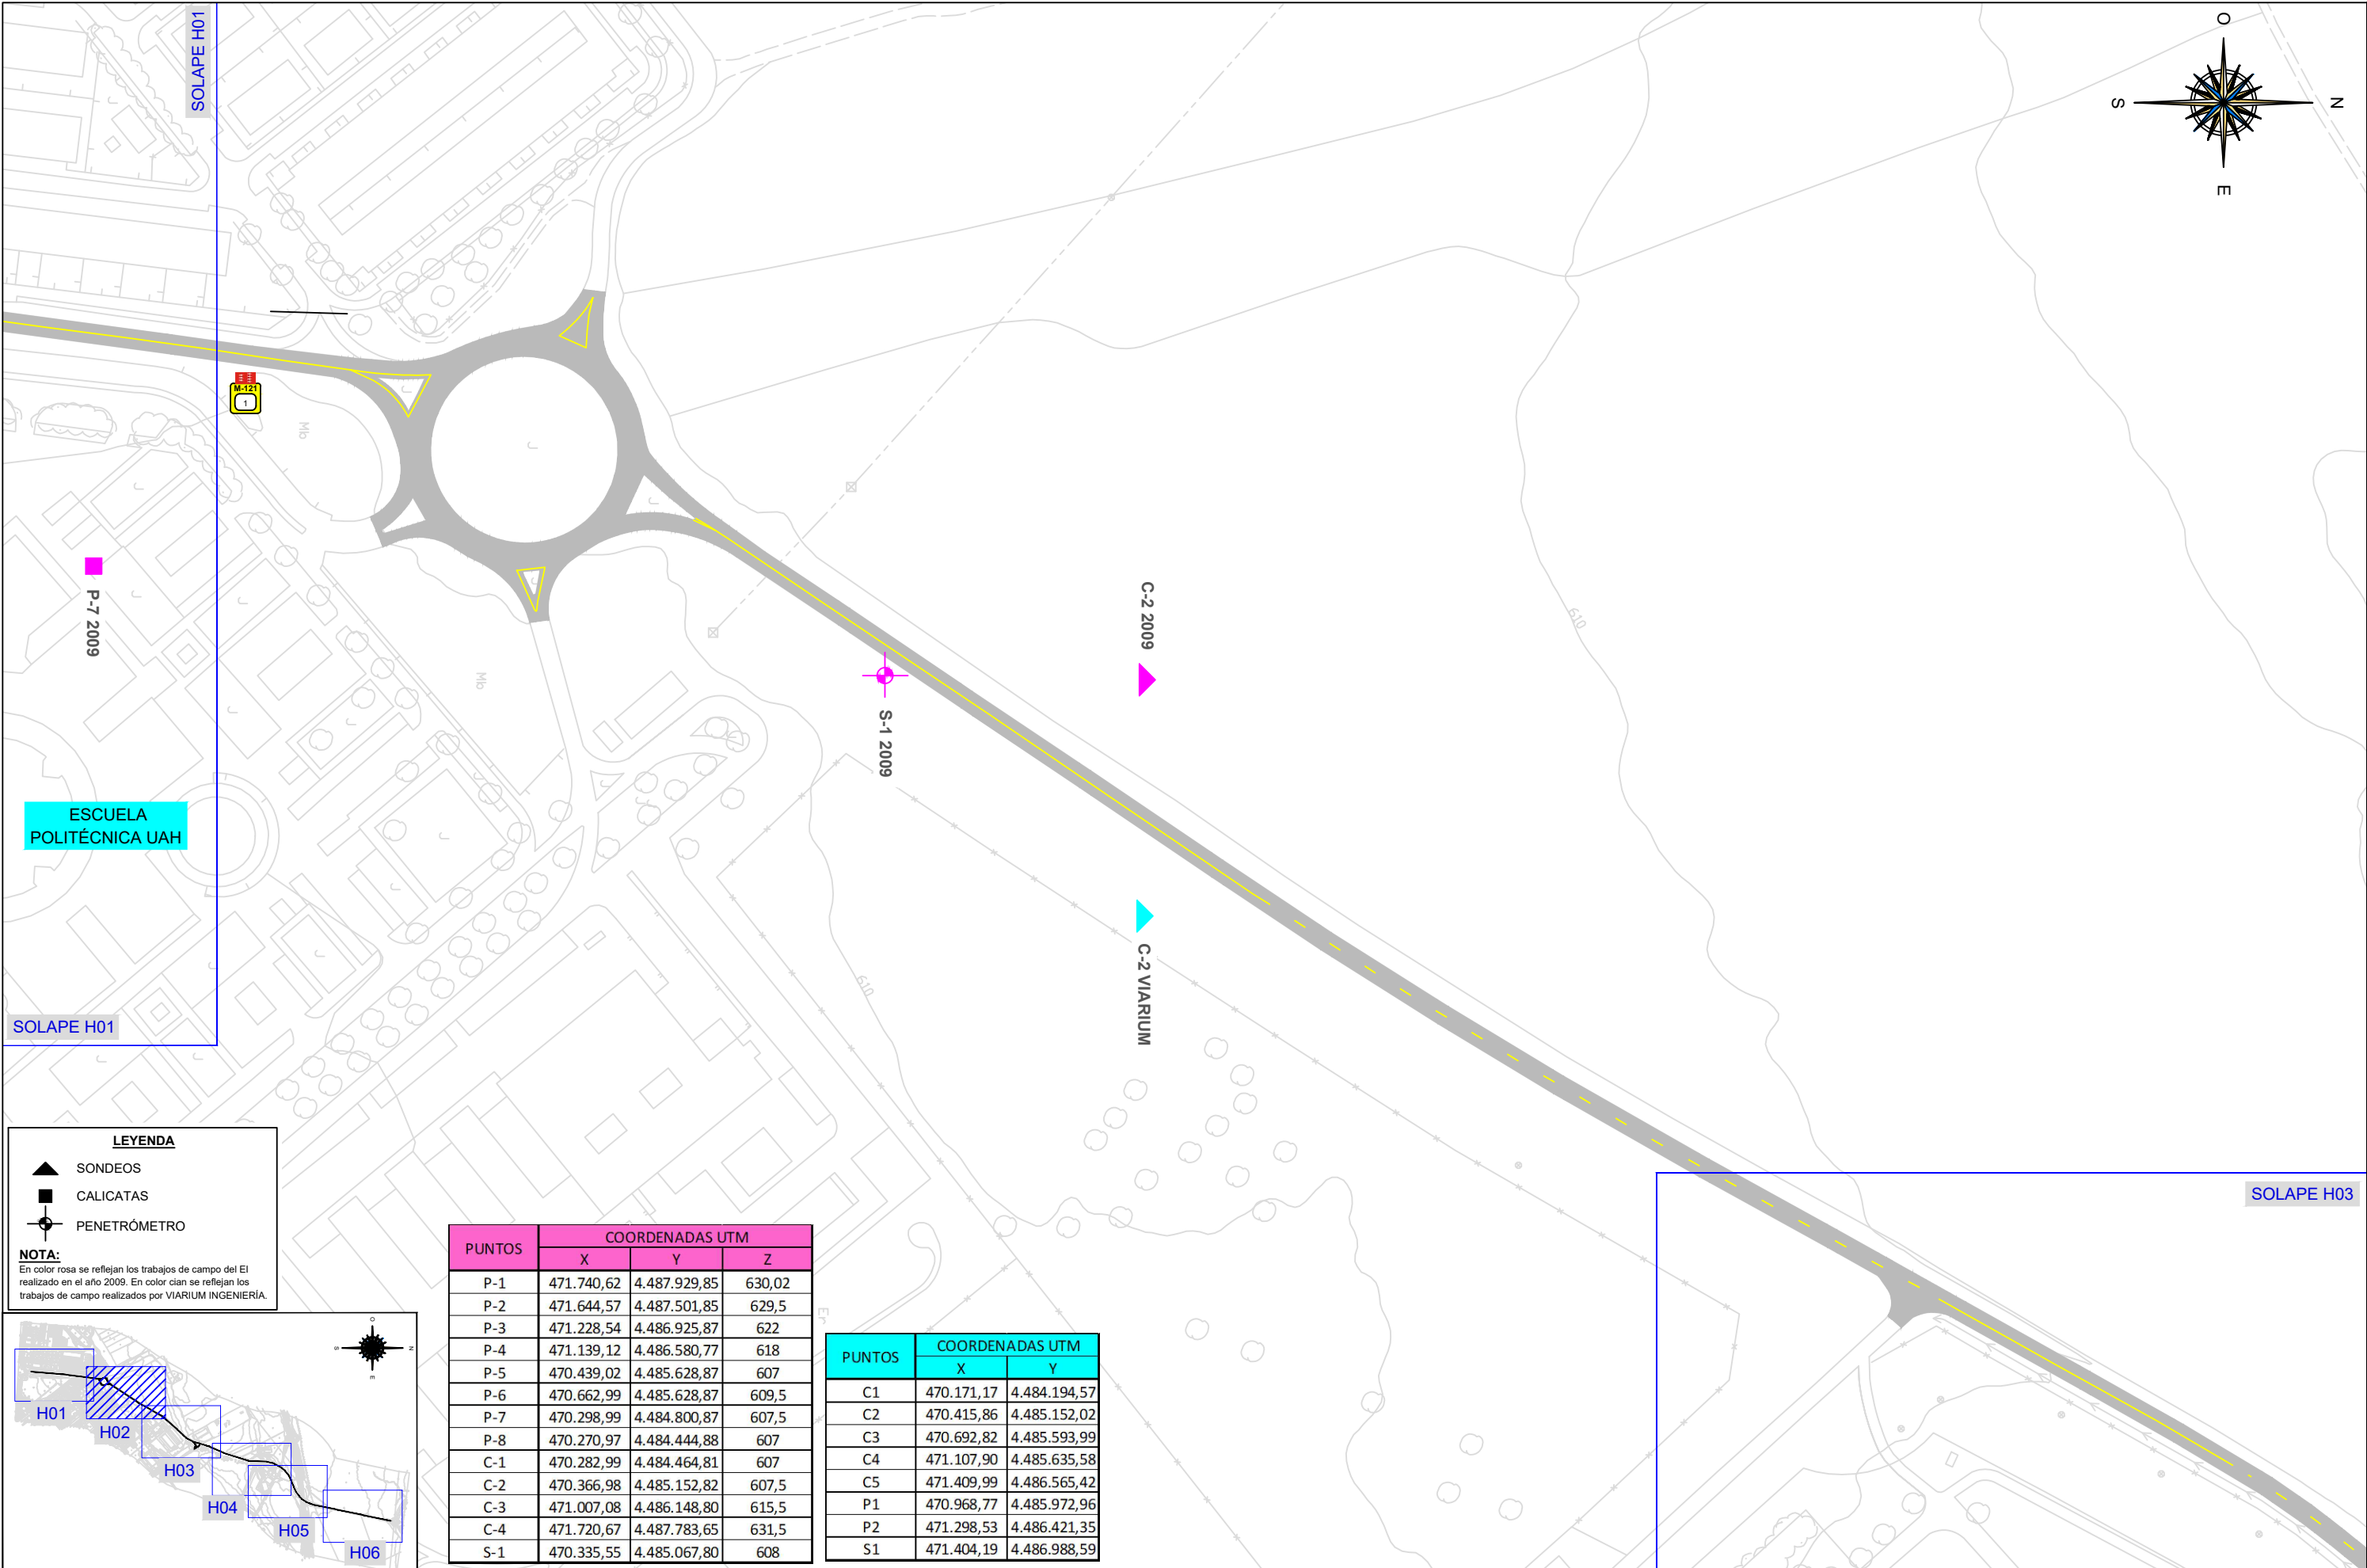 SOLAPE H01
O
S
N
E
M-121
1
Mb
J
J
J
P-7 2009
C-2 2009
Mb
610
S-1 2009
ESCUELA
POLITÉCNICA UAH
C-2 VIARIUM
610
SOLAPE H01
SOLAPE H03
LEYENDA
SONDEOS
CALICATAS
PENETRÓMETRO
NOTA:
En color rosa se reflejan los trabajos de campo del EI
realizado en el año 2009. En color cian se reflejan los
trabajos de campo realizados por VIARIUM INGENIERÍA.
O
S
N
E
H01
H02
H03
H04
H05
H06
PUNTOS COORDENADAS UTM
X Y Z
P-1 471.740,62 4.487.929,85 630,02
P-2 471.644,57 4.487.501,85 629,5
P-3 471.228,54 4.486.925,87 622
P-4 471.139,12 4.486.580,77 618
P-5 470.439,02 4.485.628,87 607
P-6 470.662,99 4.485.628,87 609,5
P-7 470.298,99 4.484.800,87 607,5
P-8 470.270,97 4.484.444,88 607
C-1 470.282,99 4.484.464,81 607
C-2 470.366,98 4.485.152,82 607,5
C-3 471.007,08 4.486.148,80 615,5
C-4 471.720,67 4.487.783,65 631,5
S-1 470.335,55 4.485.067,80 608
PUNTOS COORDENADAS UTM
X Y
C1 470.171,17 4.484.194,57
C2 470.415,86 4.485.152,02
C3 470.692,82 4.485.593,99
C4 471.107,90 4.485.635,58
C5 471.409,99 4.486.565,42
P1 470.968,77 4.485.972,96
P2 471.298,53 4.486.421,35
S1 471.404,19 4.486.988,59